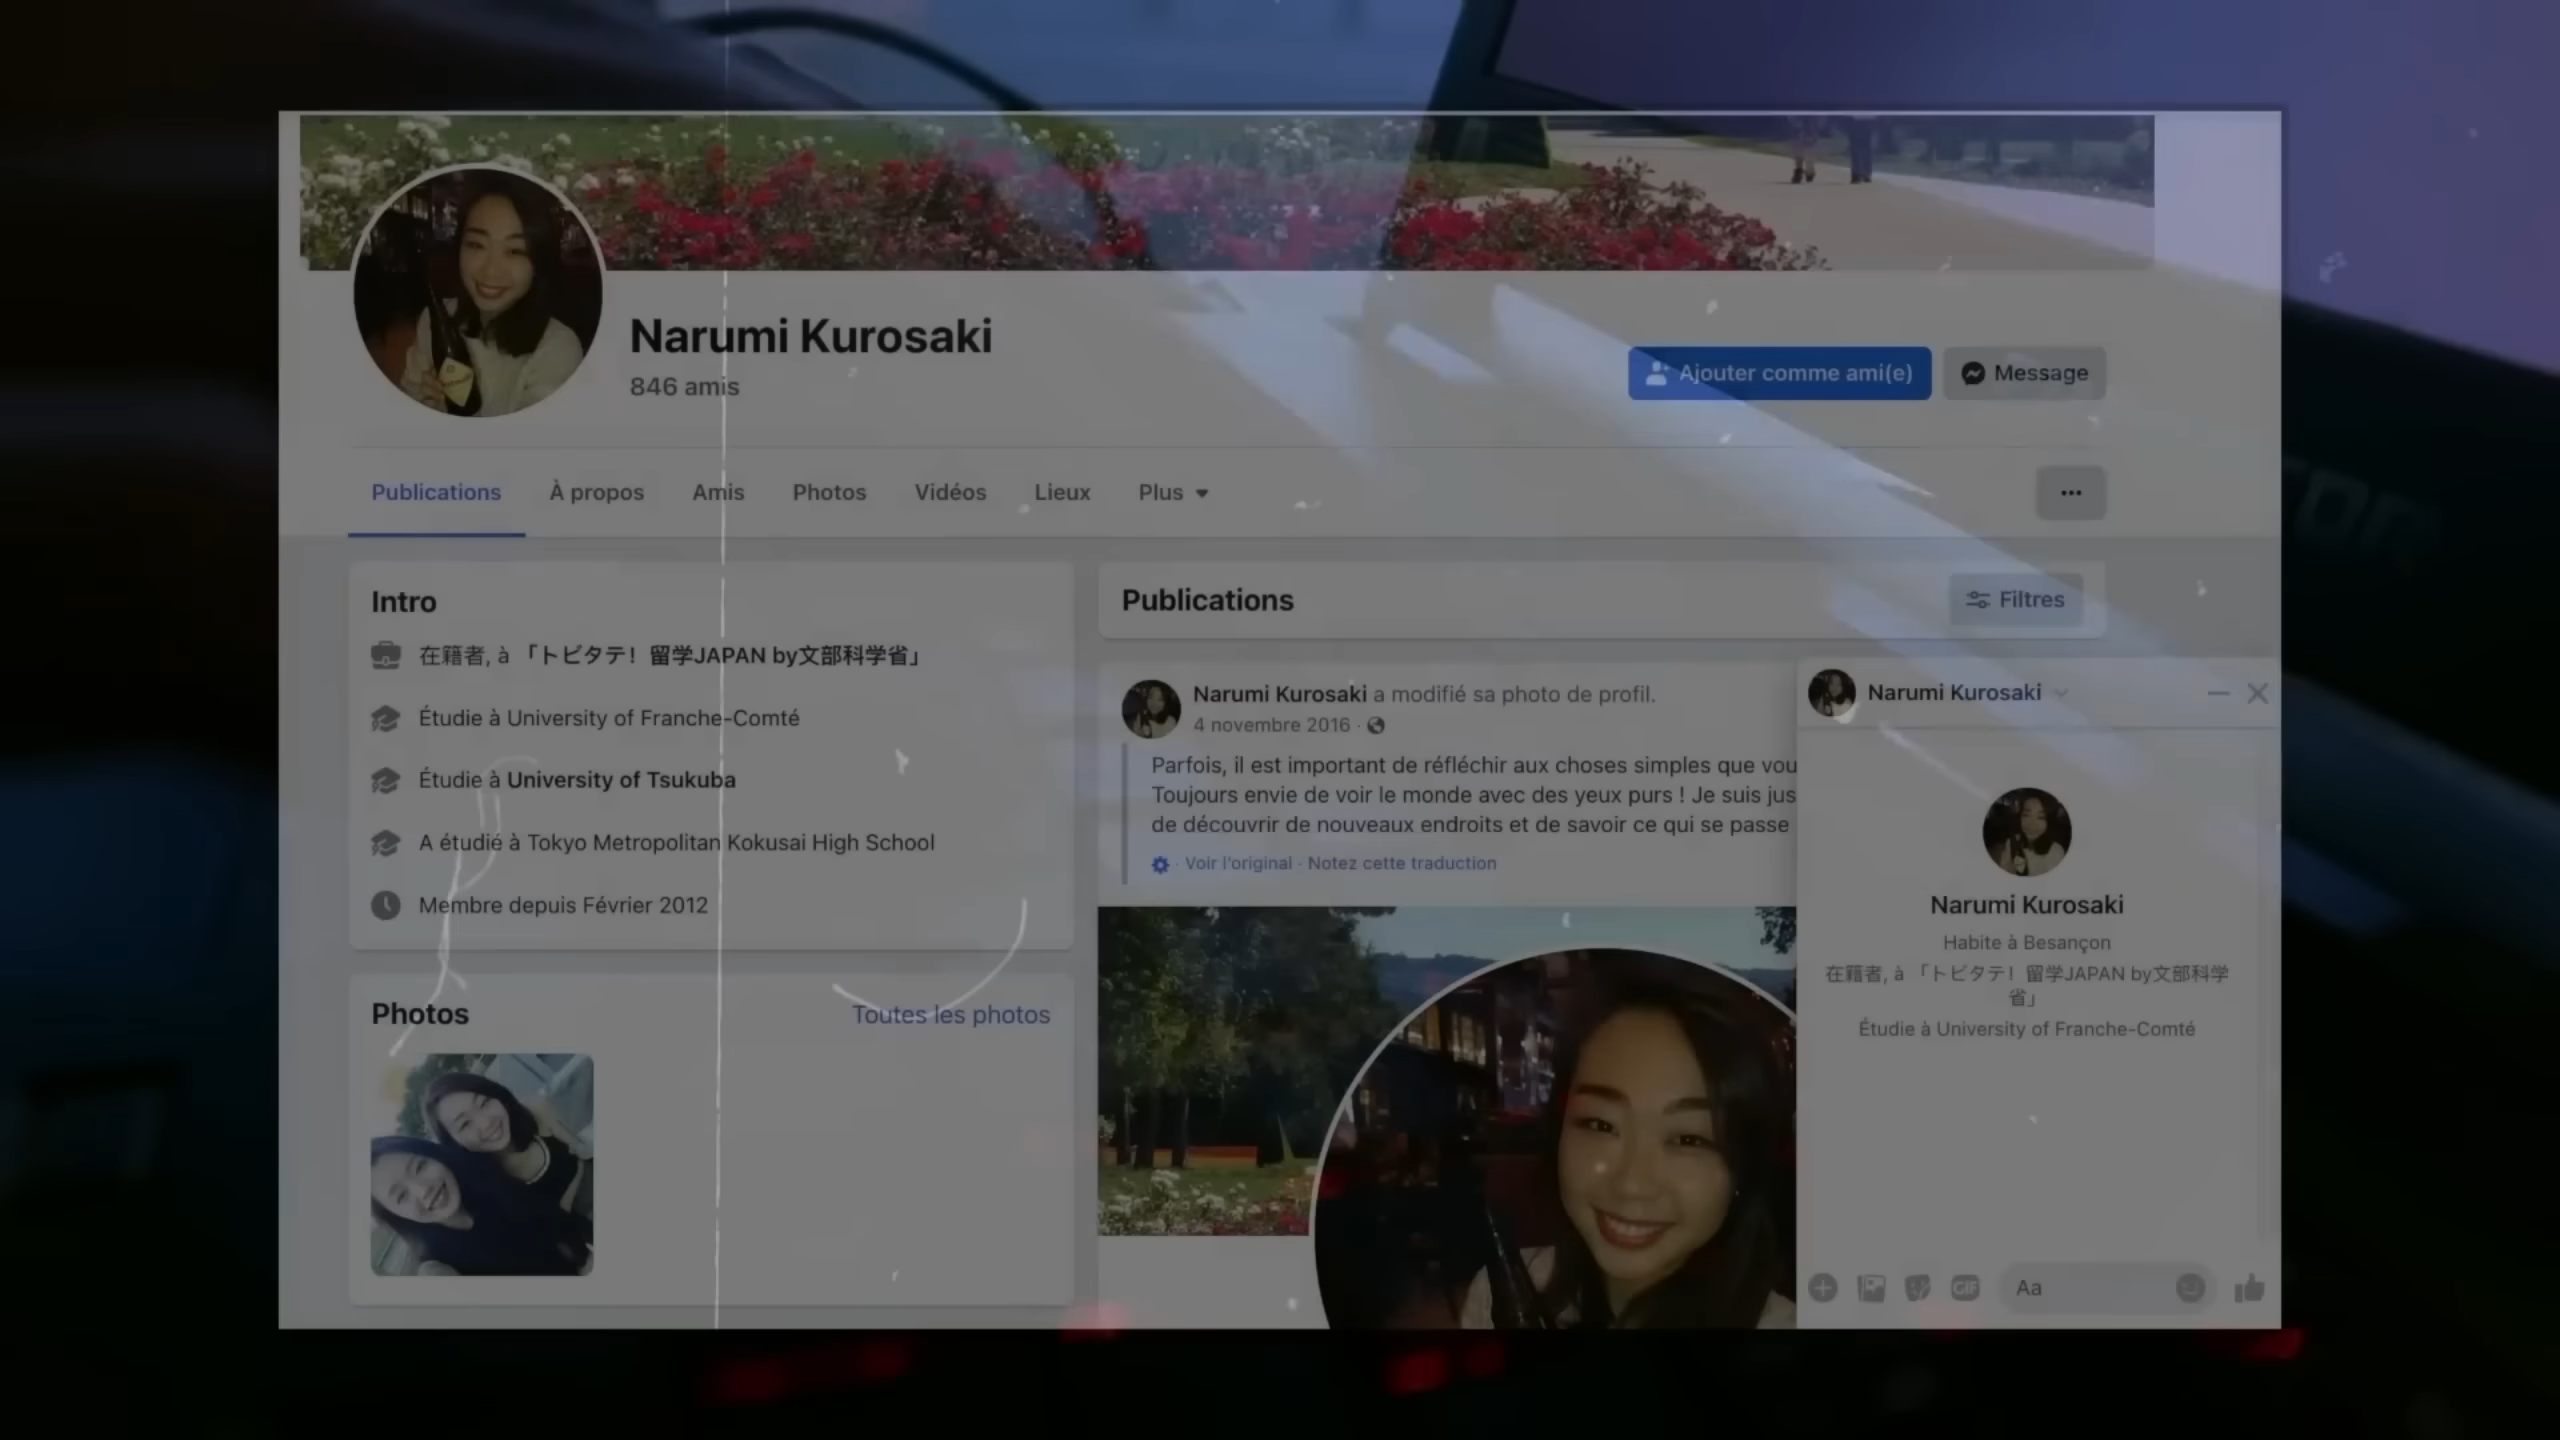 Narumi Kurosaki
846 amis
Ajouter comme ami(e)
Message
Publications
À propos
Amis
Photos
Vidéos
Lieux
Plus
Intro
在籍者, à 「トビタテ！留学JAPAN by文部科学省」
Étudie à University of Franche-Comté
Étudie à University of Tsukuba
A étudié à Tokyo Metropolitan Kokusai High School
Membre depuis Février 2012
Photos
Toutes les photos
Publications
Filtres
Narumi Kurosaki a modifié sa photo de profil.
4 novembre 2016 ·
Parfois, il est important de réfléchir aux choses simples que vou
Toujours envie de voir le monde avec des yeux purs ! Je suis jus
de découvrir de nouveaux endroits et de savoir ce qui se passe
· Voir l'original · Notez cette traduction
Narumi Kurosaki
Narumi Kurosaki
Habite à Besançon
在籍者, à 「トビタテ！留学JAPAN by文部科学
省」
Étudie à University of Franche-Comté
GIF
Aa